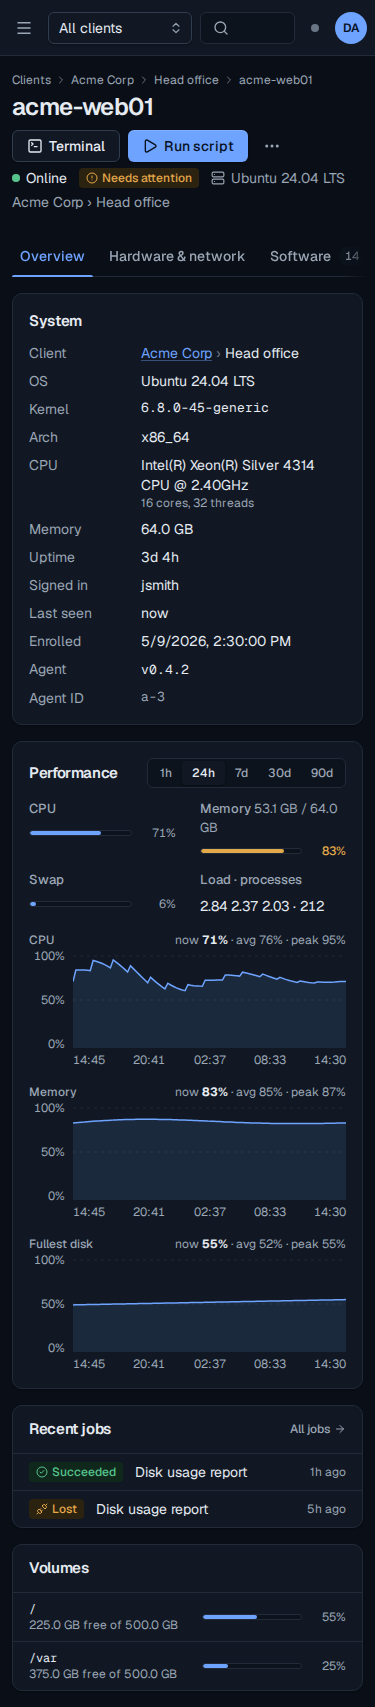 All clients
DA
Clients › Acme Corp › Head office › acme-web01
acme-web01
Terminal
Run script
Online
Needs attention
Ubuntu 24.04 LTS
Acme Corp › Head office
Overview
Hardware & network
Software 14
System
Client Acme Corp › Head office
OS Ubuntu 24.04 LTS
Kernel 6.8.0-45-generic
Arch x86_64
CPU Intel(R) Xeon(R) Silver 4314
CPU @ 2.40GHz
16 cores, 32 threads
Memory 64.0 GB
Uptime 3d 4h
Signed in jsmith
Last seen now
Enrolled 5/9/2026, 2:30:00 PM
Agent v0.4.2
Agent ID a-3
Performance
1h 24h 7d 30d 90d
CPU
71%
Memory 53.1 GB / 64.0
GB
83%
Swap
6%
Load · processes
2.84 2.37 2.03 · 212
CPU now 71% · avg 76% · peak 95%
100%
50%
0%
14:45 20:41 02:37 08:33 14:30
Memory now 83% · avg 85% · peak 87%
100%
50%
0%
14:45 20:41 02:37 08:33 14:30
Fullest disk now 55% · avg 52% · peak 55%
100%
50%
0%
14:45 20:41 02:37 08:33 14:30
Recent jobs All jobs →
Succeeded Disk usage report 1h ago
Lost Disk usage report 5h ago
Volumes
/
225.0 GB free of 500.0 GB 55%
/var
375.0 GB free of 500.0 GB 25%